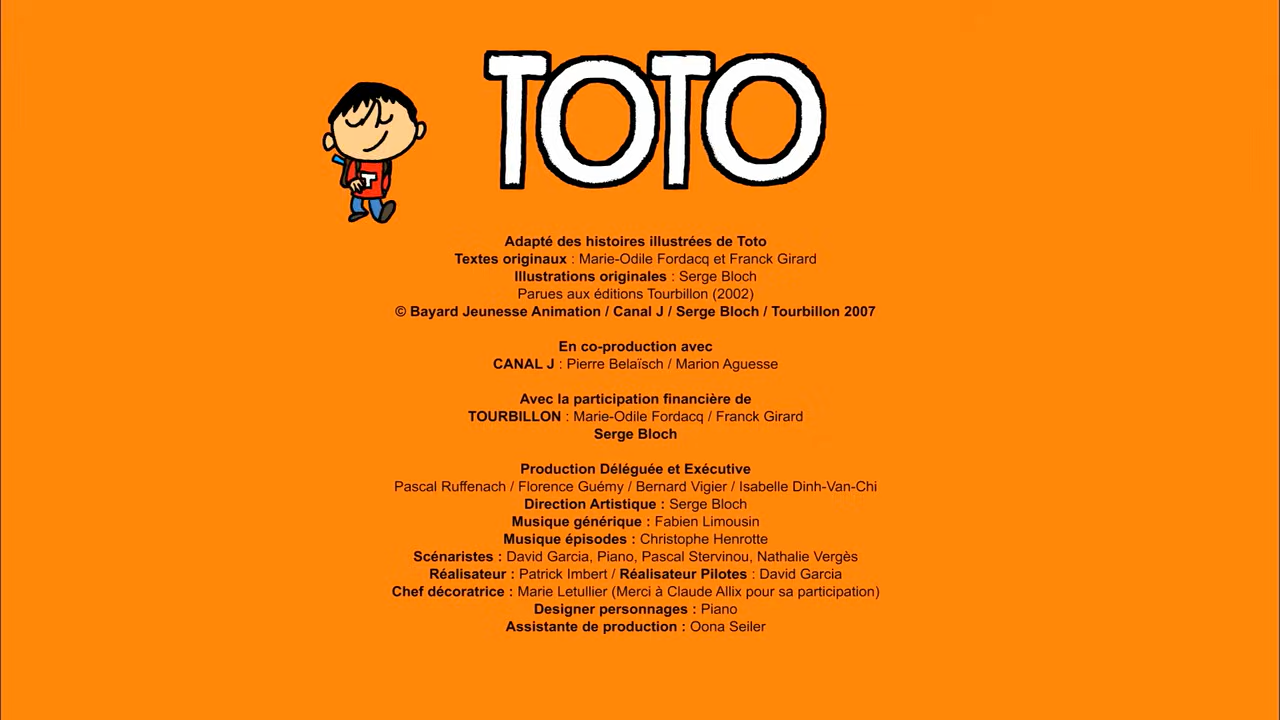 TOTO
T
Adapté des histoires illustrées de Toto
Textes originaux : Marie-Odile Fordacq et Franck Girard
Illustrations originales : Serge Bloch
Parues aux éditions Tourbillon (2002)
© Bayard Jeunesse Animation / Canal J / Serge Bloch / Tourbillon 2007
En co-production avec
CANAL J : Pierre Belaïsch / Marion Aguesse
Avec la participation financière de
TOURBILLON : Marie-Odile Fordacq / Franck Girard
Serge Bloch
Production Déléguée et Exécutive
Pascal Ruffenach / Florence Guémy / Bernard Vigier / Isabelle Dinh-Van-Chi
Direction Artistique : Serge Bloch
Musique générique : Fabien Limousin
Musique épisodes : Christophe Henrotte
Scénaristes : David Garcia, Piano, Pascal Stervinou, Nathalie Vergès
Réalisateur : Patrick Imbert / Réalisateur Pilotes : David Garcia
Chef décoratrice : Marie Letullier (Merci à Claude Allix pour sa participation)
Designer personnages : Piano
Assistante de production : Oona Seiler